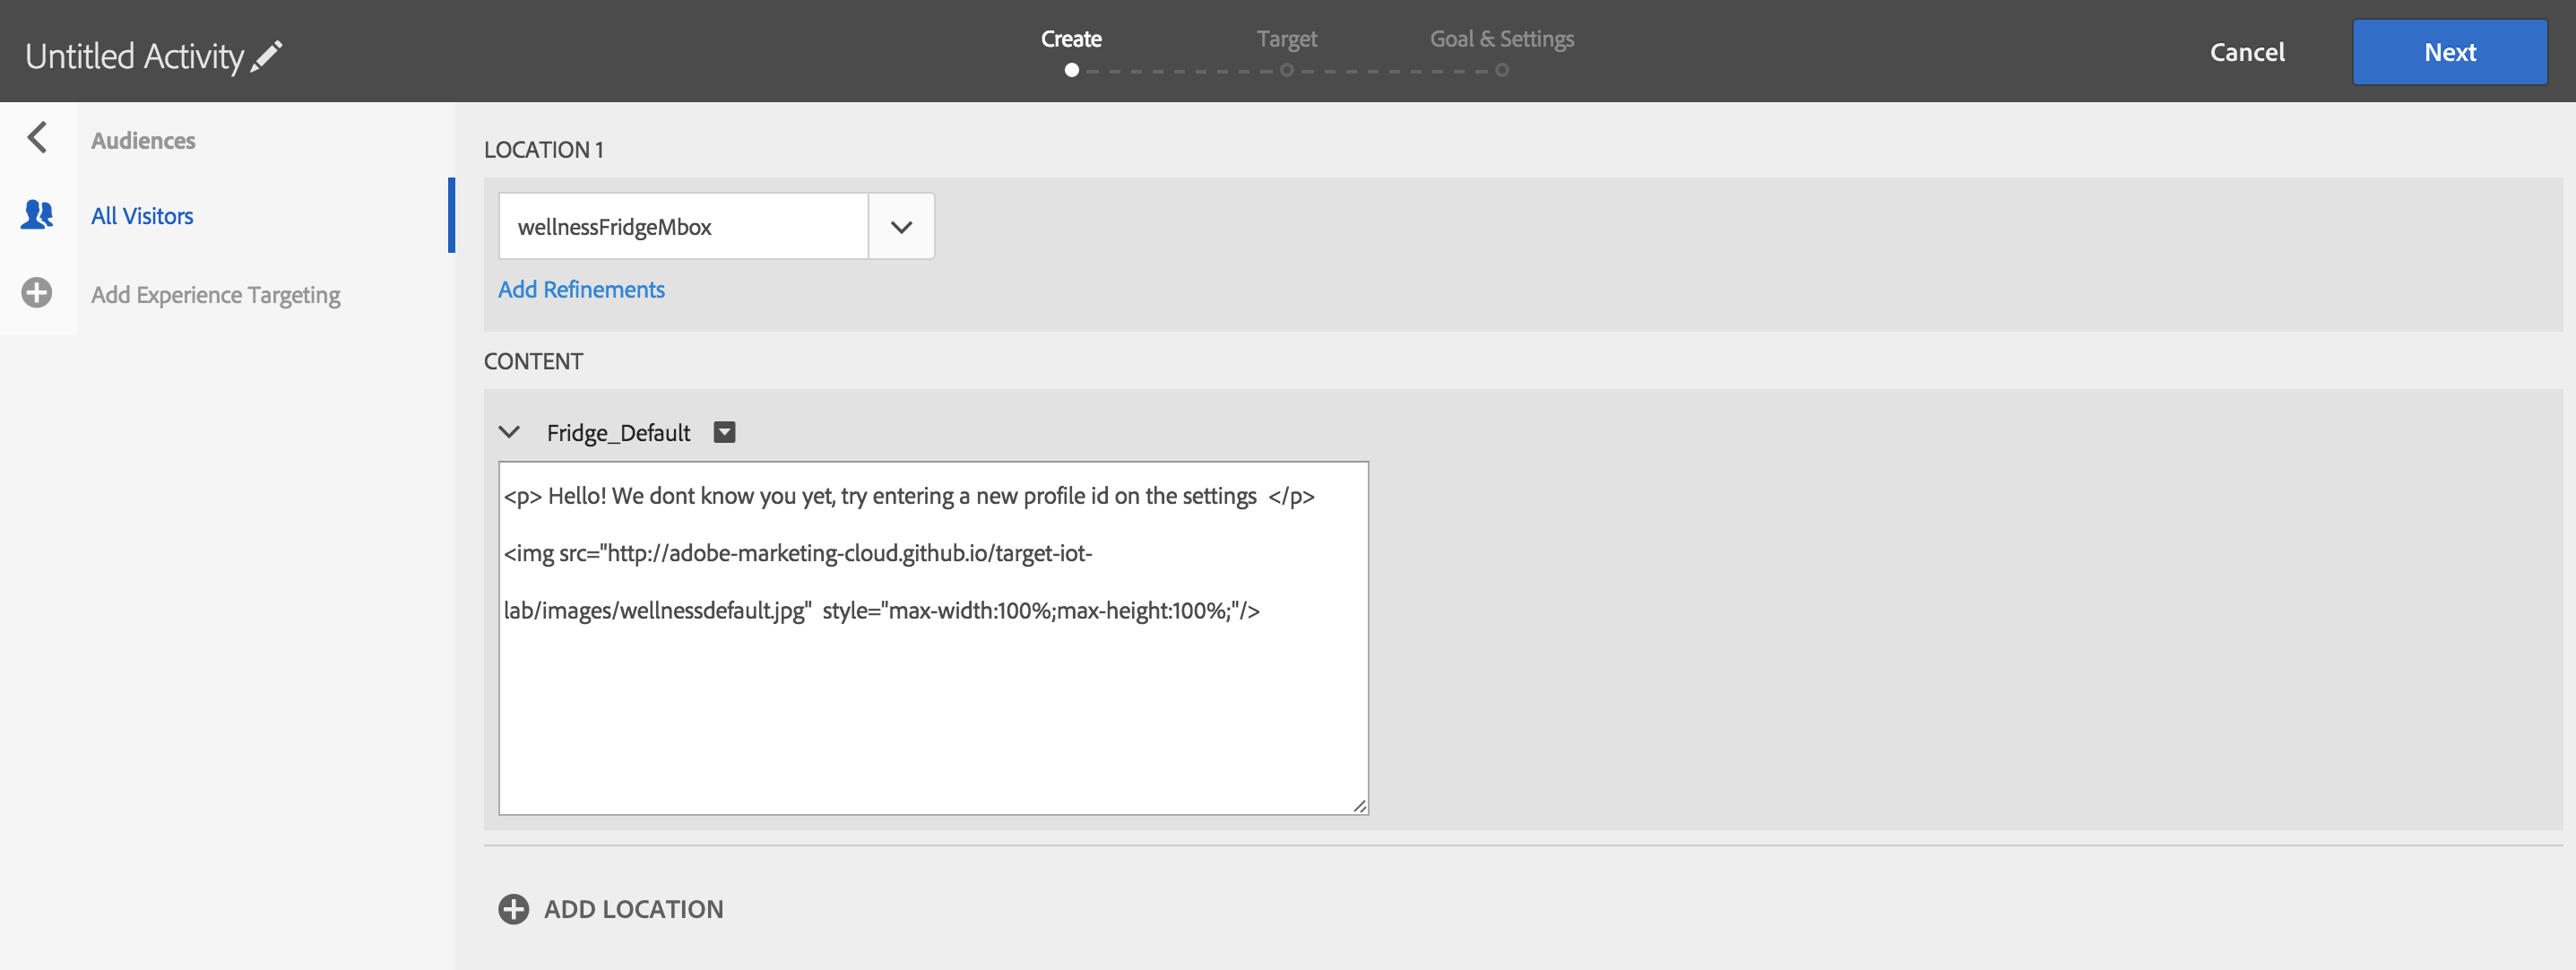 Untitled Activity
Create
Target
Goal & Settings
Cancel
Next
Audiences
All Visitors
Add Experience Targeting
LOCATION 1
wellnessFridgeMbox
Add Refinements
CONTENT
Fridge_Default
<p> Hello! We dont know you yet, try entering a new profile id on the settings  </p>
<img src="http://adobe-marketing-cloud.github.io/target-iot-
lab/images/wellnessdefault.jpg"  style="max-width:100%;max-height:100%;"/>
ADD LOCATION